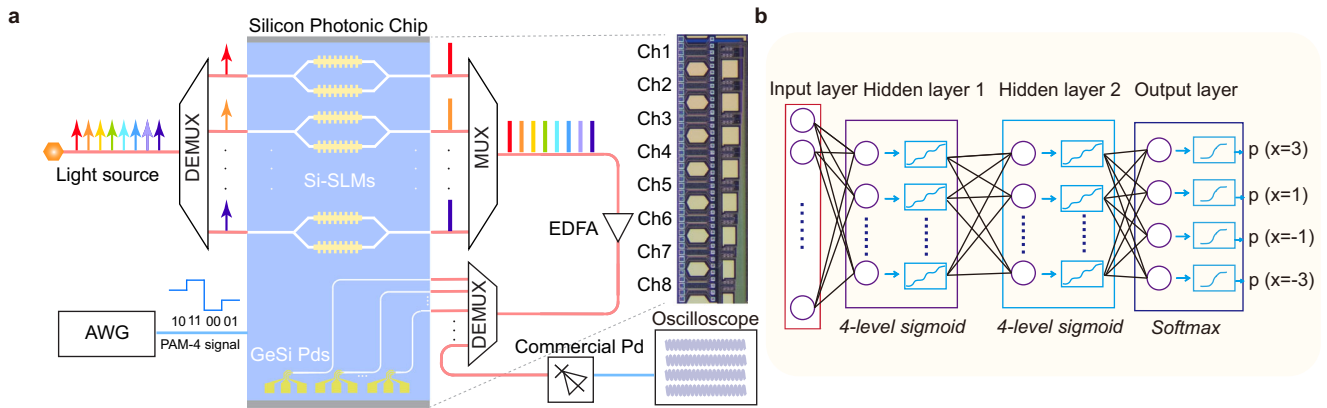 a
Silicon Photonic Chip
DEMUX
Light source
Si-SLMs
MUX
EDFA
Ch1
Ch2
Ch3
Ch4
Ch5
Ch6
Ch7
Ch8
AWG
10 11 00 01
PAM-4 signal
GeSi Pds
DEMUX
Commercial Pd
Oscilloscope
b
Input layer
Hidden layer 1
Hidden layer 2
Output layer
p (x=3)
p (x=1)
p (x=-1)
p (x=-3)
4-level sigmoid
4-level sigmoid
Softmax